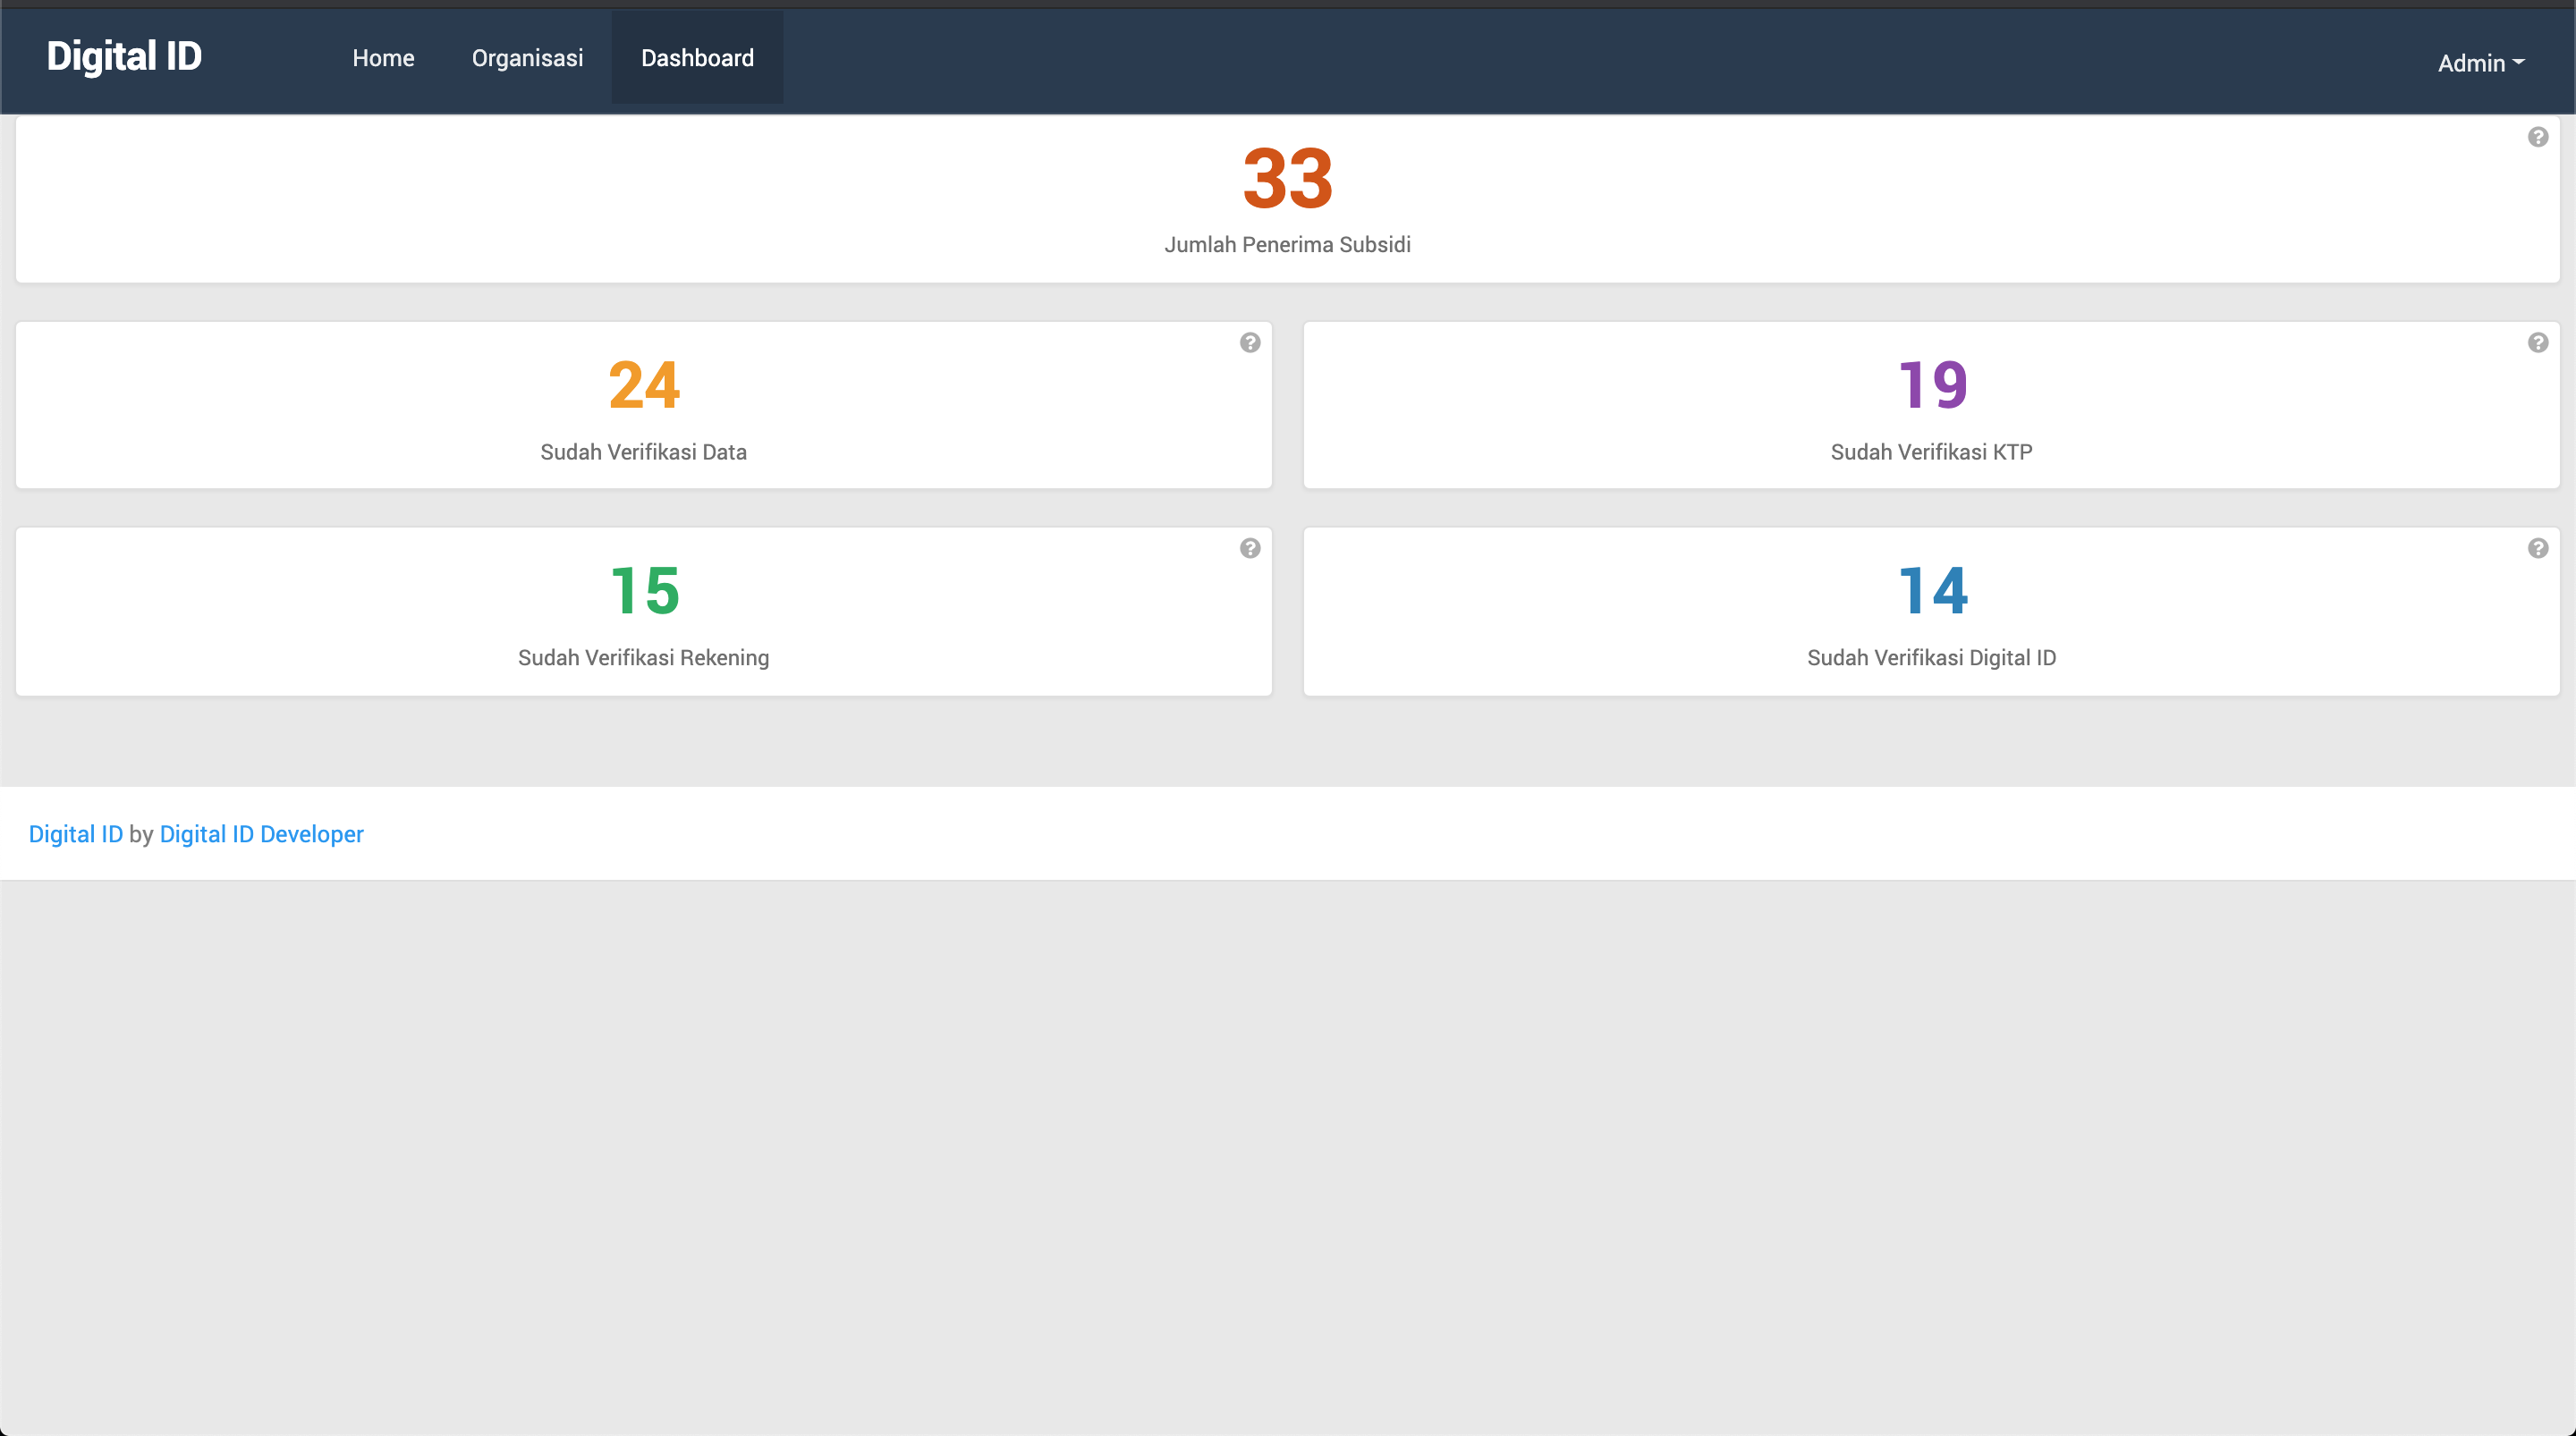 Digital ID Home Organisasi Dashboard Admin
33
Jumlah Penerima Subsidi
24
Sudah Verifikasi Data
19
Sudah Verifikasi KTP
15
Sudah Verifikasi Rekening
14
Sudah Verifikasi Digital ID
Digital ID by Digital ID Developer